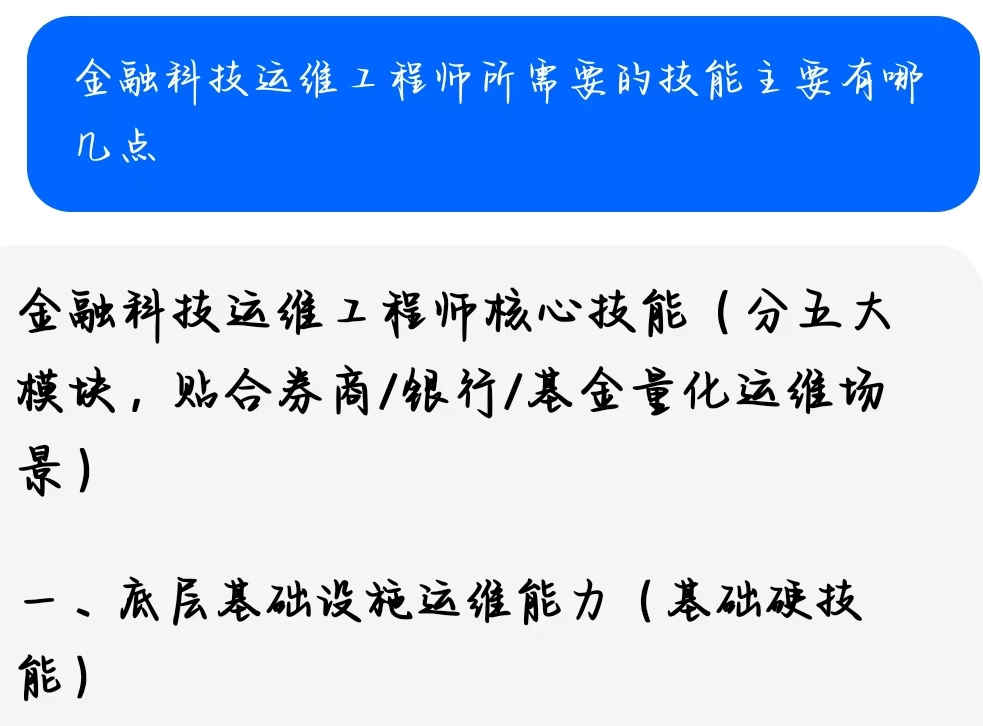 金融科技运维工程师所需要的技能主要有哪
几点
金融科技运维工程师核心技能（分五大
模块，贴合券商/银行/基金量化运维场
景）
一、底层基础设施运维能力（基础硬技
能）